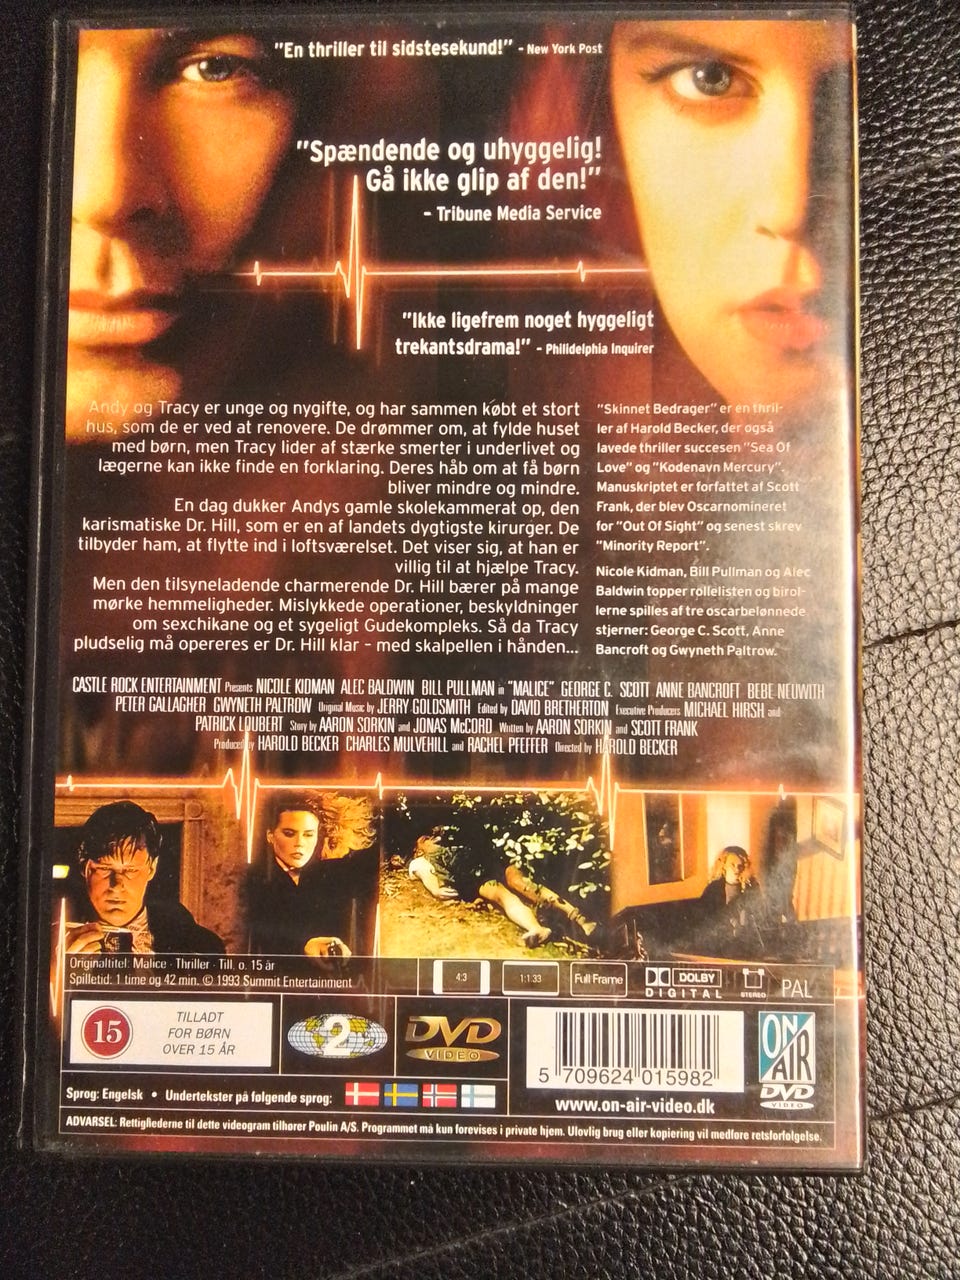 "En thriller til sidstesekund!" - New York Post
"Spændende og uhyggelig!
Gå ikke glip af den!"
- Tribune Media Service
"Ikke ligefrem noget hyggeligt
trekantsdrama!" - Philidelphia Inquirer
Andy og Tracy er unge og nygifte, og har sammen købt et stort
hus, som de er ved at renovere. De drømmer om, at fylde huset
med børn, men Tracy lider af stærke smerter i underlivet og
lægerne kan ikke finde en forklaring. Deres håb om at få børn
bliver mindre og mindre.
En dag dukker Andys gamle skolekammerat op, den
karismatiske Dr. Hill, som er en af landets dygtigste kirurger. De
tilbyder ham, at flytte ind i loftsværelset. Det viser sig, at han er
villig til at hjælpe Tracy.
Men den tilsyneladende charmerende Dr. Hill bærer på mange
mørke hemmeligheder. Mislykkede operationer, beskyldninger
om sexchikane og et sygeligt Gudekompleks. Så da Tracy
pludselig må opereres er Dr. Hill klar - med skalpellen i hånden...
"Skinnet Bedrager" er en thril-
ler af Harold Becker, der også
lavede thriller succesen "Sea Of
Love" og "Kodenavn Mercury".
Manuskriptet er forfattet af Scott
Frank, der blev Oscarnomineret
for "Out Of Sight" og senest skrev
"Minority Report".
Nicole Kidman, Bill Pullman og Alec
Baldwin topper rollelisten og birol-
lerne spilles af tre oscarbelønnede
stjerner: George C. Scott, Anne
Bancroft og Gwyneth Paltrow.
CASTLE ROCK ENTERTAINMENT Presents NICOLE KIDMAN ALEC BALDWIN BILL PULLMAN in "MALICE" GEORGE C. SCOTT ANNE BANCROFT BEBE NEUWITH
PETER GALLAGHER GWYNETH PALTROW Original Music by JERRY GOLDSMITH Edited by DAVID BRETHERTON Executive Producers MICHAEL HIRSH and
PATRICK LOUBERT Story by AARON SORKIN and JONAS McCORD Written by AARON SORKIN and SCOTT FRANK
Produced by HAROLD BECKER CHARLES MULVEHILL and RACHEL PFEFFER Directed by HAROLD BECKER
Originaltitel: Malice · Thriller · Till. o. 15 år
Spilletid: 1 time og 42 min. © 1993 Summit Entertainment
4:3
1:1.33
Full Frame
DOLBY
DIGITAL
STEREO
PAL
15
TILLADT
FOR BØRN
OVER 15 ÅR
2
DVD
VIDEO
5 709624 015982
www.on-air-video.dk
ON
AIR
DVD
VIDEO
Sprog: Engelsk • Undertekster på følgende sprog:
ADVARSEL: Rettighederne til dette videogram tilhører Poulin A/S. Programmet må kun forevises i private hjem. Ulovlig brug eller kopiering vil medføre retsforfølgelse.